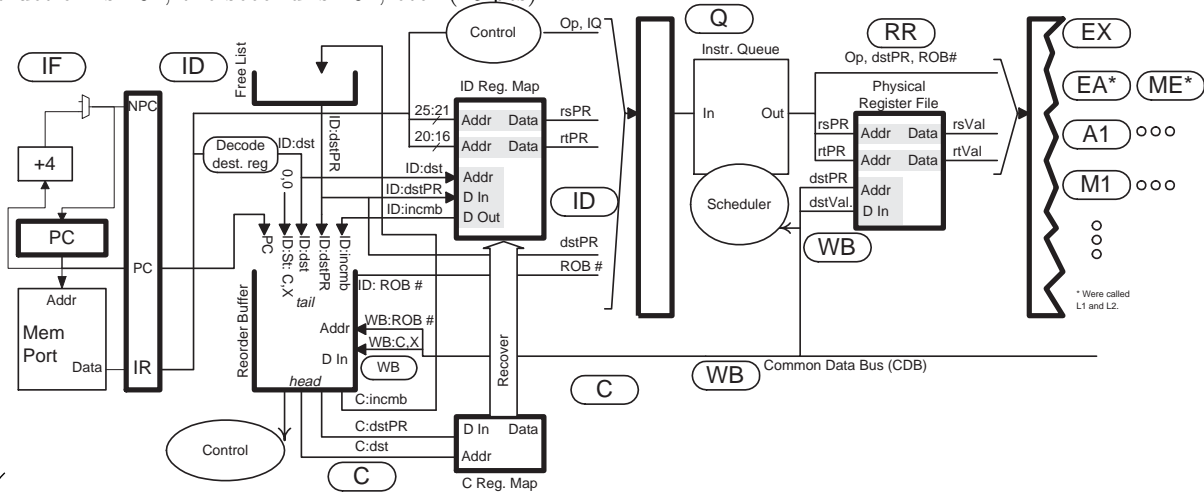 Control
Op, IQ
Q
IF
ID
Free List
ID Reg. Map
Instr. Queue
RR
Op, dstPR, ROB#
EX
EA*
ME*
NPC
+4
PC
Addr
Mem
Port
Data
PC
IR
Decode
dest. reg
ID:dst
ID:dstPR
0,0
25:21
20:16
Addr
Data
Addr
Data
rsPR
rtPR
ID:dst
ID:dstPR
ID:incmb
Addr
D In
D Out
ID
dstPR
ROB #
In
Out
Scheduler
Physical
Register File
rsPR
rtPR
Addr
Data
Addr
Data
rsVal
rtVal
dstPR
dstVal.
Addr
D In
WB
A1
M1
* Were called
L1 and L2.
PC
ID:St: C,X
ID:dst
ID:dstPR
ID:incmb
tail
ID: ROB #
Reorder Buffer
Addr
WB:ROB #
WB:C,X
D In
WB
head
C:incmb
Recover
C
WB
Common Data Bus (CDB)
Control
C:dstPR
C:dst
D In
Data
Addr
C
C Reg. Map